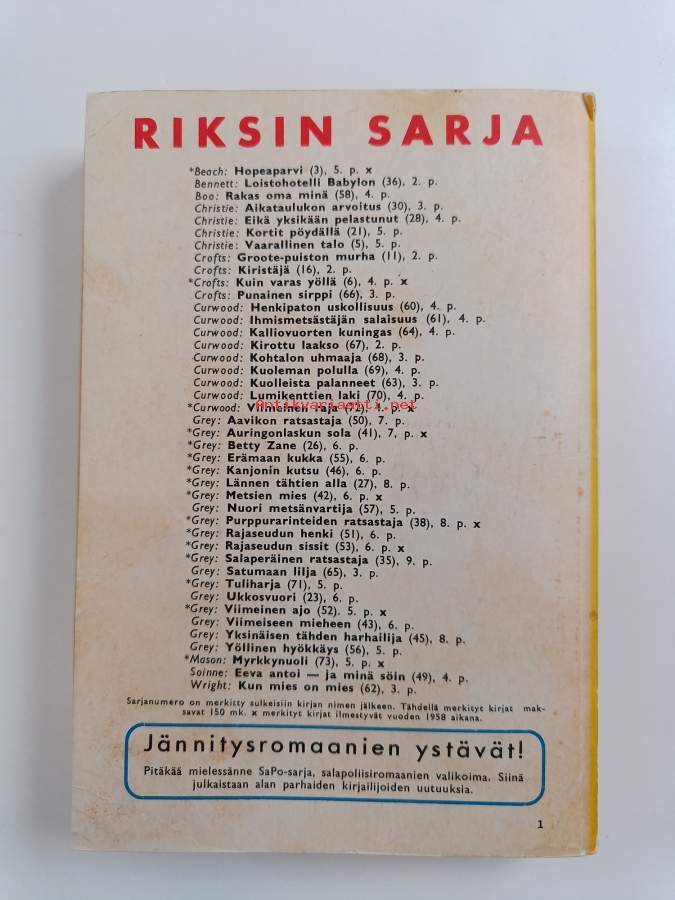 RIKSIN SARJA
*Beach: Hopeaparvi (3), 5. p. x
Bennett: Loistohotelli Babylon (36), 2. p.
Boo: Rakas oma minä (58), 4. p.
Christie: Aikataulukon arvoitus (30), 3. p.
Christie: Eikä yksikään pelastunut (28), 4. p.
Christie: Kortit pöydällä (21), 5. p.
Christie: Vaarallinen talo (5), 5. p.
Crofts: Groote-puiston murha (11), 2. p.
Crofts: Kiristäjä (16), 2. p.
*Crofts: Kuin varas yöllä (6), 4. p. x
Crofts: Punainen sirppi (66), 3. p.
Curwood: Henkipaton uskollisuus (60), 4. p.
Curwood: Ihmismetsästäjän salaisuus (61), 4. p.
Curwood: Kalliovuorten kuningas (64), 4. p.
Curwood: Kirottu laakso (67), 2. p.
Curwood: Kohtalon uhmaaja (68), 3. p.
Curwood: Kuoleman polulla (69), 4. p.
Curwood: Kuolleista palanneet (63), 3. p.
Curwood: Lumikenttien laki (70), 4. p.
antikvariaatti.net
*Curwood: Viimeinen raja (72). 4. p. x
Grey: Aavikon ratsastaja (50), 7. p.
*Grey: Auringonlaskun sola (41), 7, p. x
*Grey: Betty Zane (26), 6. p.
*Grey: Erämaan kukka (55), 6. p.
*Grey: Kanjonin kutsu (46), 6. p.
*Grey: Lännen tähtien alla (27), 8. p.
*Grey: Metsien mies (42), 6. p. x
Grey: Nuori metsänvartija (57), 5. p.
*Grey: Purppurarinteiden ratsastaja (38), 8. p. x
*Grey: Rajaseudun henki (51), 6. p.
*Grey: Rajaseudun sissit (53), 6. p. x
*Grey: Salaperäinen ratsastaja (35), 9. p.
Grey: Satumaan lilja (65), 3. p.
*Grey: Tuliharja (71), 5. p.
Grey: Ukkosvuori (23), 6. p.
*Grey: Viimeinen ajo (52). 5. p. x
Grey: Viimeiseen mieheen (43), 6. p.
Grey: Yksinäisen tähden harhailija (45), 8. p.
Grey: Yöllinen hyökkäys (56), 5. p.
*Mason: Myrkkynuoli (73), 5. p. x
Soinne: Eeva antoi — ja minä söin (49), 4. p.
Wright: Kun mies on mies (62), 3. p.
Sarjanumero on merkitty sulkeisiin kirjan nimen jälkeen. Tähdellä merkityt kirjat mak-
savat 150 mk. x merkityt kirjat ilmestyvät vuoden 1958 aikana.
Jännitysromaanien ystävät!
Pitäkää mielessänne SaPo-sarja, salapoliisiromaanien valikoima. Siinä
julkaistaan alan parhaiden kirjailijoiden uutuuksia.
1